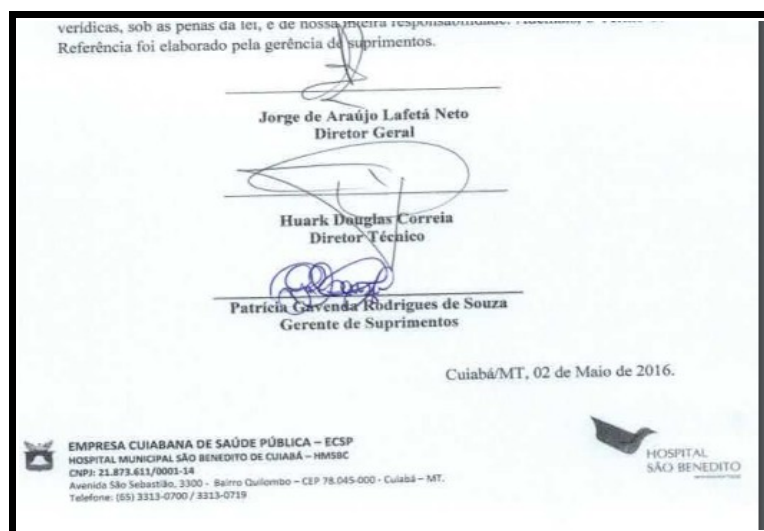 verídicas, sob as penas da lei, e de nossa inteira responsabilidade. Ademais, o Termo de
Referência foi elaborado pela gerência de suprimentos.
Jorge de Araújo Lafetá Neto
Diretor Geral
Huark Douglas Correia
Diretor Técnico
Patrícia Gavenda Rodrigues de Souza
Gerente de Suprimentos
Cuiabá/MT, 02 de Maio de 2016.
EMPRESA CUIABANA DE SAÚDE PÚBLICA – ECSP
HOSPITAL MUNICIPAL SÃO BENEDITO DE CUIABÁ – HMSBC
CNPJ: 21.873.611/0001-14
Avenida São Sebastião, 3300 - Bairro Quilombo – CEP 78.045-000 - Cuiabá – MT.
Telefone: (65) 3313-0700 / 3313-0719
HOSPITAL
SÃO BENEDITO